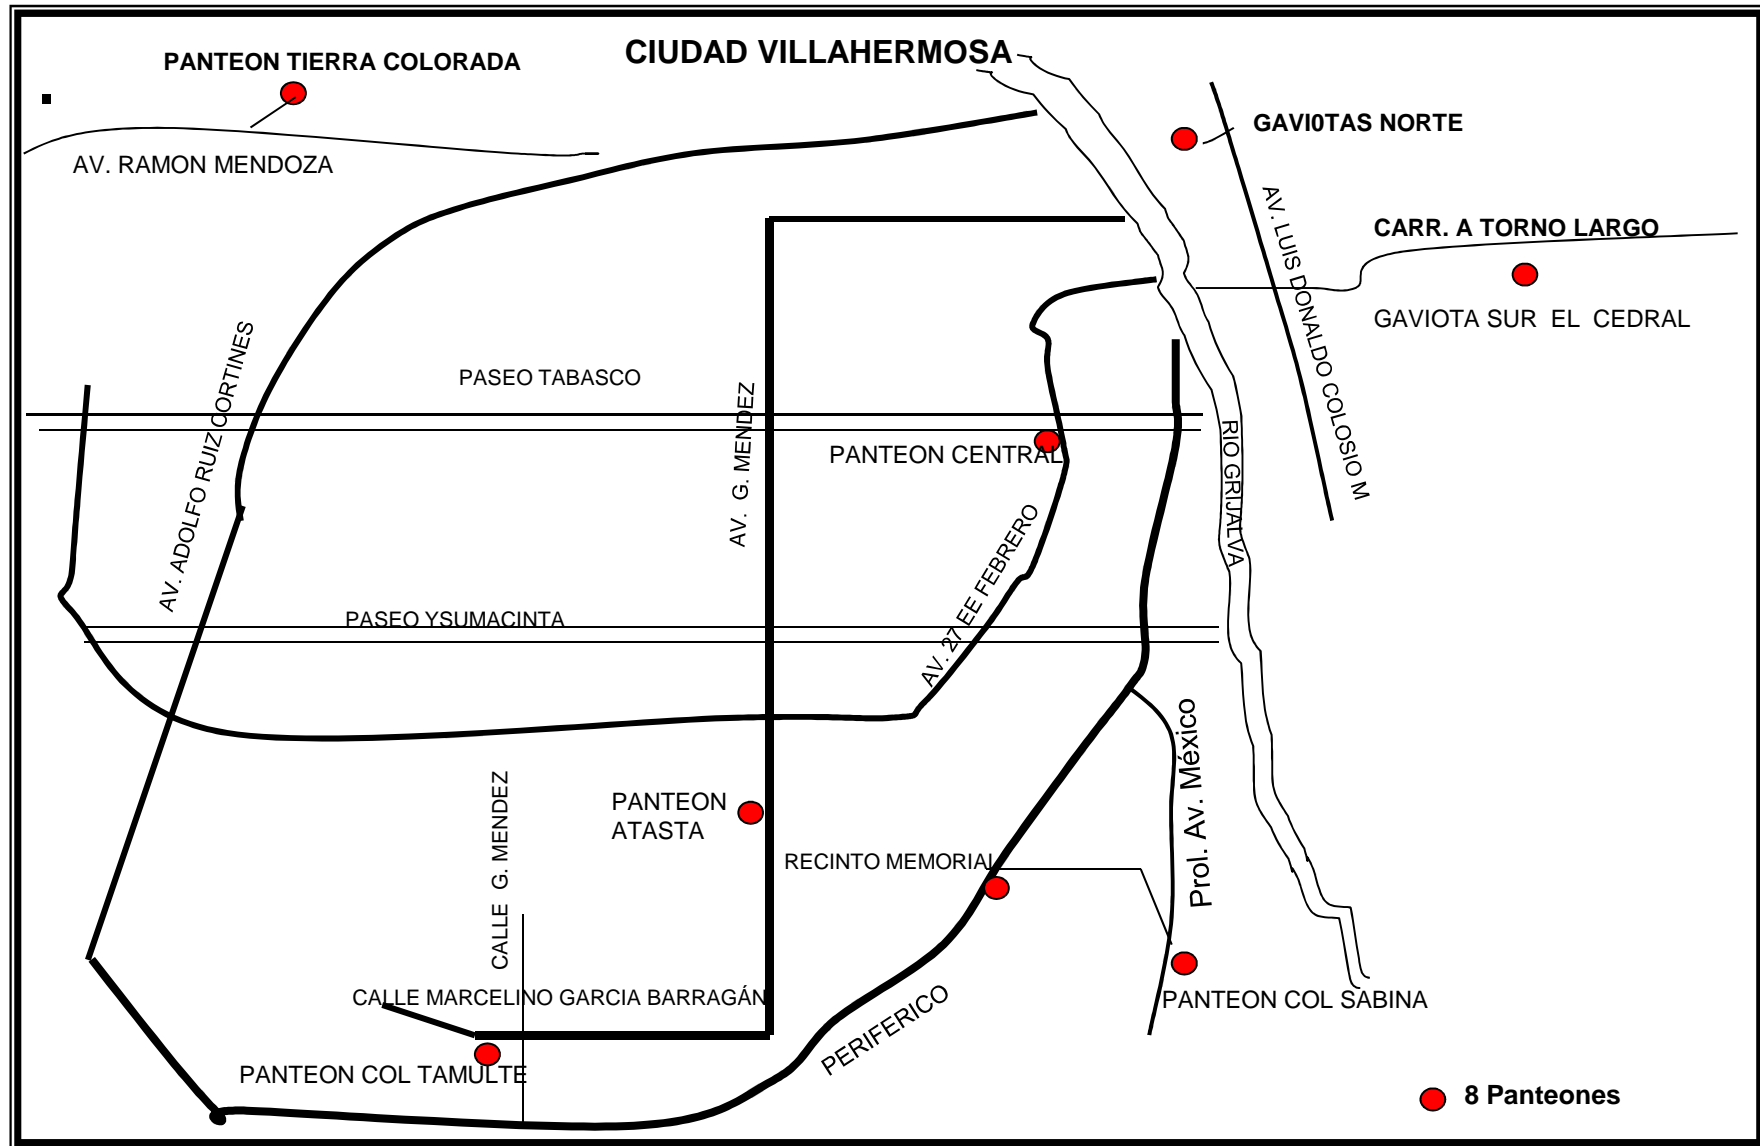 CIUDAD VILLAHERMOSA
PANTEON TIERRA COLORADA
AV. RAMON MENDOZA
GAVI0TAS NORTE
AV. LUIS DONALDO COLOSIO M
CARR. A TORNO LARGO
GAVIOTA SUR EL CEDRAL
AV. ADOLFO RUIZ CORTINES
PASEO TABASCO
AV. G. MENDEZ
PANTEON CENTRAL
RIO GRIJALVA
AV. 27 EE FEBRERO
PASEO YSUMACINTA
Prol. Av. México
CALLE G. MENDEZ
PANTEON
ATASTA
RECINTO MEMORIAL
CALLE MARCELINO GARCIA BARRAGÁN
PERIFERICO
PANTEON COL SABINA
PANTEON COL TAMULTE
8 Panteones